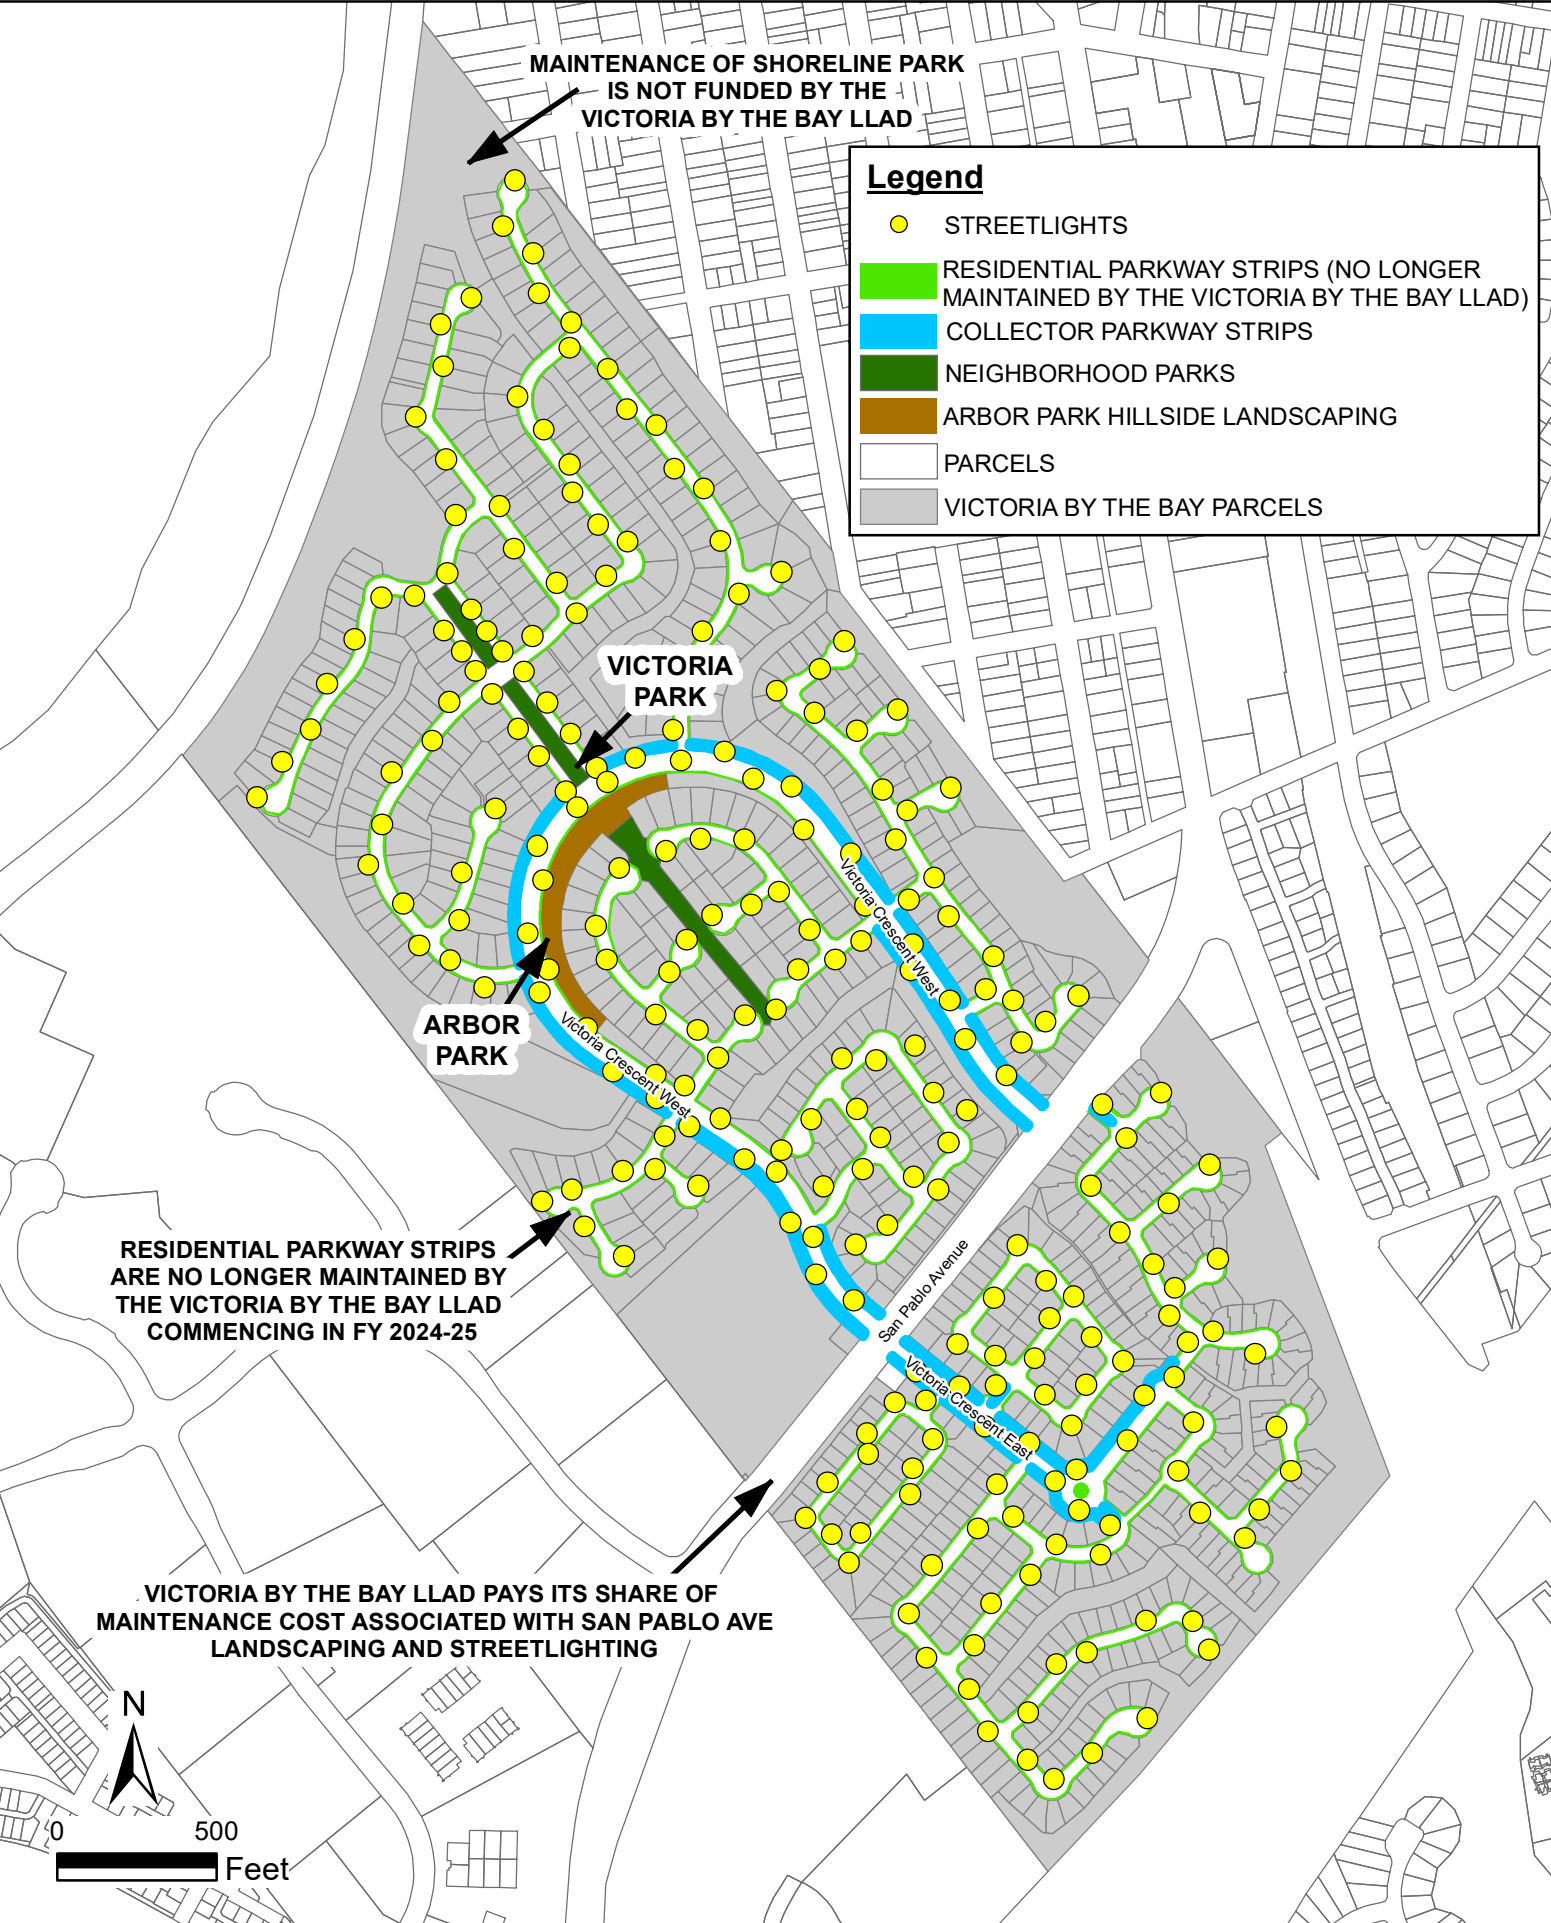 MAINTENANCE OF SHORELINE PARK
IS NOT FUNDED BY THE
VICTORIA BY THE BAY LLAD
Legend
STREETLIGHTS
RESIDENTIAL PARKWAY STRIPS (NO LONGER
MAINTAINED BY THE VICTORIA BY THE BAY LLAD)
COLLECTOR PARKWAY STRIPS
NEIGHBORHOOD PARKS
ARBOR PARK HILLSIDE LANDSCAPING
PARCELS
VICTORIA BY THE BAY PARCELS
VICTORIA
PARK
Victoria Crescent West
Victoria Crescent West
ARBOR
PARK
Victoria Crescent West
RESIDENTIAL PARKWAY STRIPS
ARE NO LONGER MAINTAINED BY
THE VICTORIA BY THE BAY LLAD
COMMENCING IN FY 2024-25
San Pablo Avenue
Victoria Crescent East
VICTORIA BY THE BAY LLAD PAYS ITS SHARE OF
MAINTENANCE COST ASSOCIATED WITH SAN PABLO AVE
LANDSCAPING AND STREETLIGHTING
N
0 500
Feet